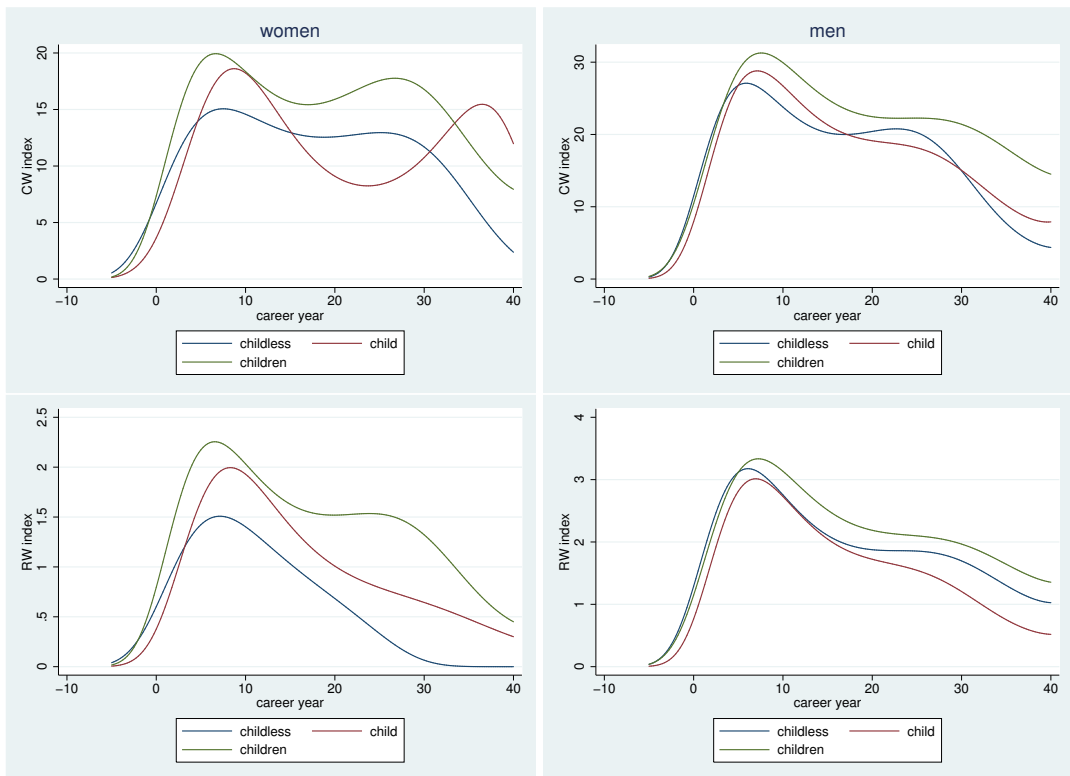 women
CW index
20
15
10
5
0
−10 0 10 20 30 40
career year
childless child
children
men
CW index
30
20
10
0
−10 0 10 20 30 40
career year
childless child
children
RW index
2.5
2
1.5
1
.5
0
−10 0 10 20 30 40
career year
childless child
children
RW index
4
3
2
1
0
−10 0 10 20 30 40
career year
childless child
children